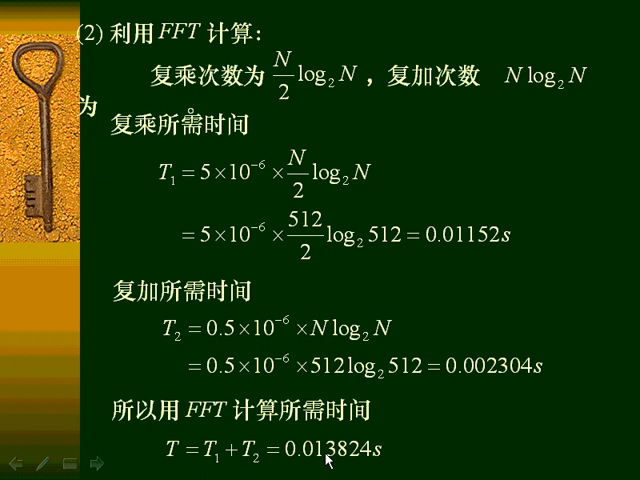 (2) 利用FFT计算：
复乘次数为 N/2 log₂ N ，复加次数 N log₂ N
为 。
复乘所需时间
T₁ = 5×10⁻⁶ × N/2 log₂ N
= 5×10⁻⁶ × 512/2 log₂ 512 = 0.01152s
复加所需时间
T₂ = 0.5×10⁻⁶ × N log₂ N
= 0.5×10⁻⁶ × 512 log₂ 512 = 0.002304s
所以用FFT计算所需时间
T = T₁ + T₂ = 0.013824s